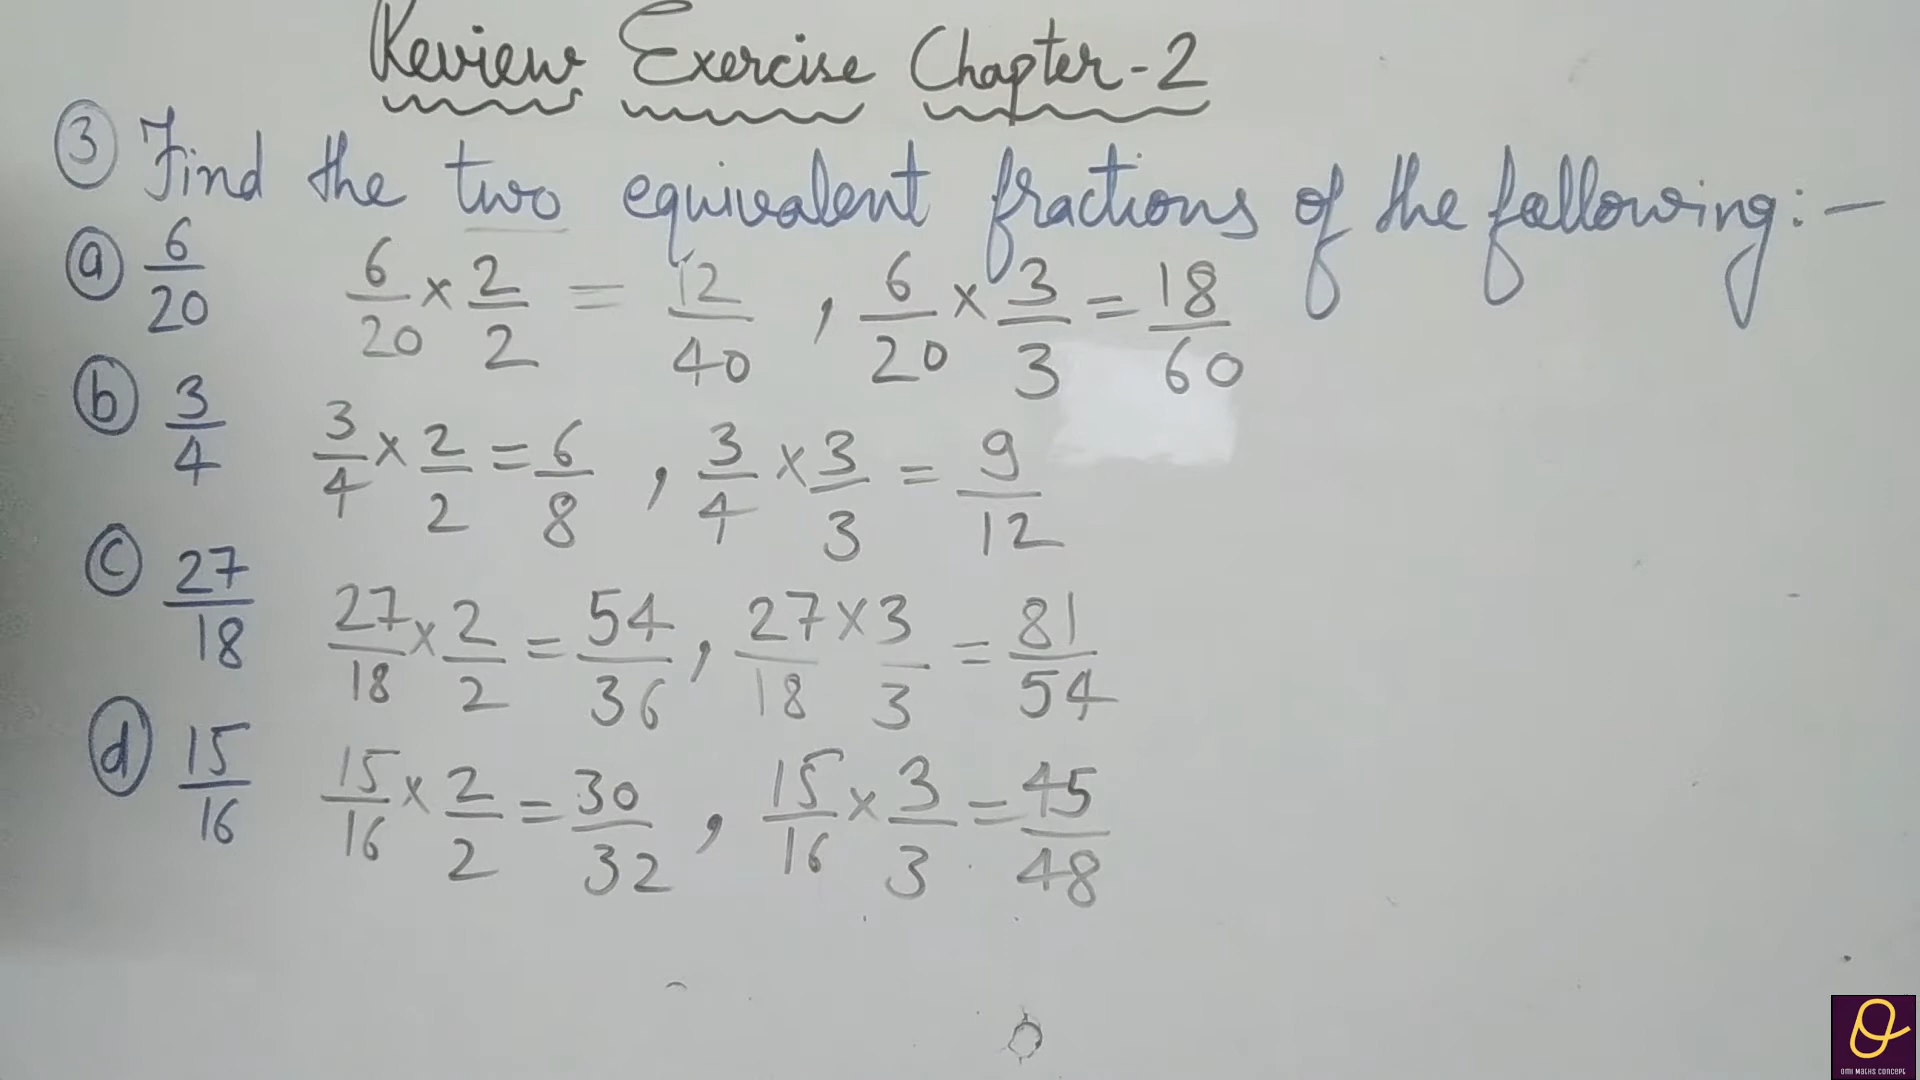 Review Exercise Chapter-2
③ Find the two equivalent fractions of the following:-
ⓐ 6/20 6/20 × 2/2 = 12/40 , 6/20 × 3/3 = 18/60
ⓑ 3/4 3/4 × 2/2 = 6/8 , 3/4 × 3/3 = 9/12
ⓒ 27/18 27/18 × 2/2 = 54/36 , 27/18 × 3/3 = 81/54
ⓓ 15/16 15/16 × 2/2 = 30/32 , 15/16 × 3/3 = 45/48
OMI MATHS CONCEPT